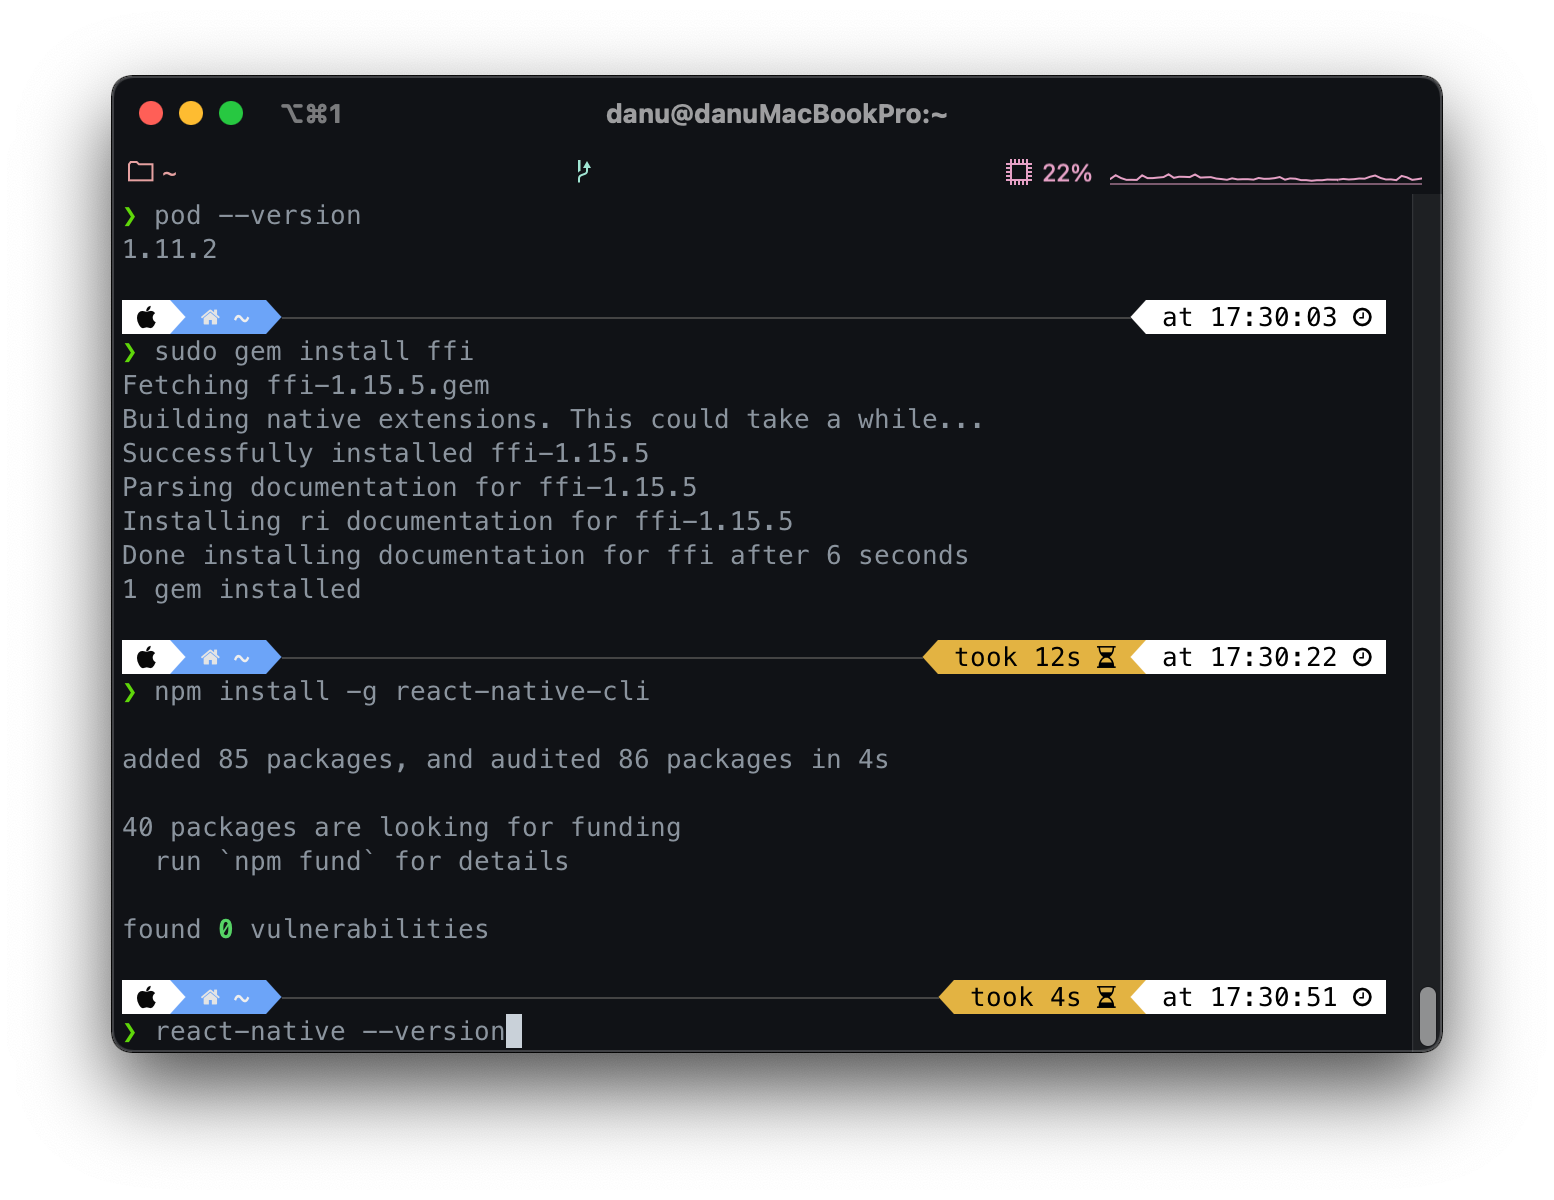 ⌥⌘1 danu@danuMacBookPro:~
~ 22%
❯ pod --version
1.11.2
~ at 17:30:03
❯ sudo gem install ffi
Fetching ffi-1.15.5.gem
Building native extensions. This could take a while...
Successfully installed ffi-1.15.5
Parsing documentation for ffi-1.15.5
Installing ri documentation for ffi-1.15.5
Done installing documentation for ffi after 6 seconds
1 gem installed
~ took 12s at 17:30:22
❯ npm install -g react-native-cli
added 85 packages, and audited 86 packages in 4s
40 packages are looking for funding
  run `npm fund` for details
found 0 vulnerabilities
~ took 4s at 17:30:51
❯ react-native --version